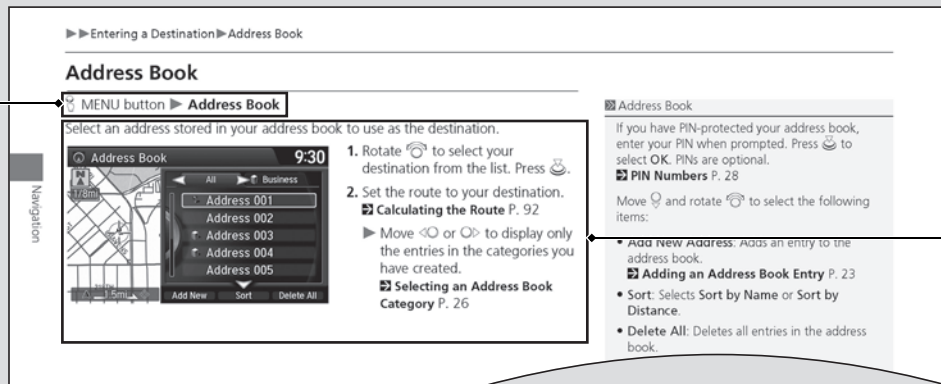 ▶▶Entering a Destination▶Address Book
Address Book
MENU button ▶ Address Book
Select an address stored in your address book to use as the destination.
Address Book 9:30
N
1/8mi
All Business
Address 001
Address 002
Address 003
Address 004
Address 005
1.5mi
Add New Sort Delete All
1. Rotate to select your
destination from the list. Press .
2. Set the route to your destination.
Calculating the Route P. 92
▶ Move or to display only
the entries in the categories you
have created.
Selecting an Address Book
Category P. 26
Navigation
Address Book
If you have PIN-protected your address book,
enter your PIN when prompted. Press to
select OK. PINs are optional.
PIN Numbers P. 28
Move and rotate to select the following
items:
• Add New Address: Adds an entry to the
address book.
Adding an Address Book Entry P. 23
• Sort: Selects Sort by Name or Sort by
Distance.
• Delete All: Deletes all entries in the address
book.